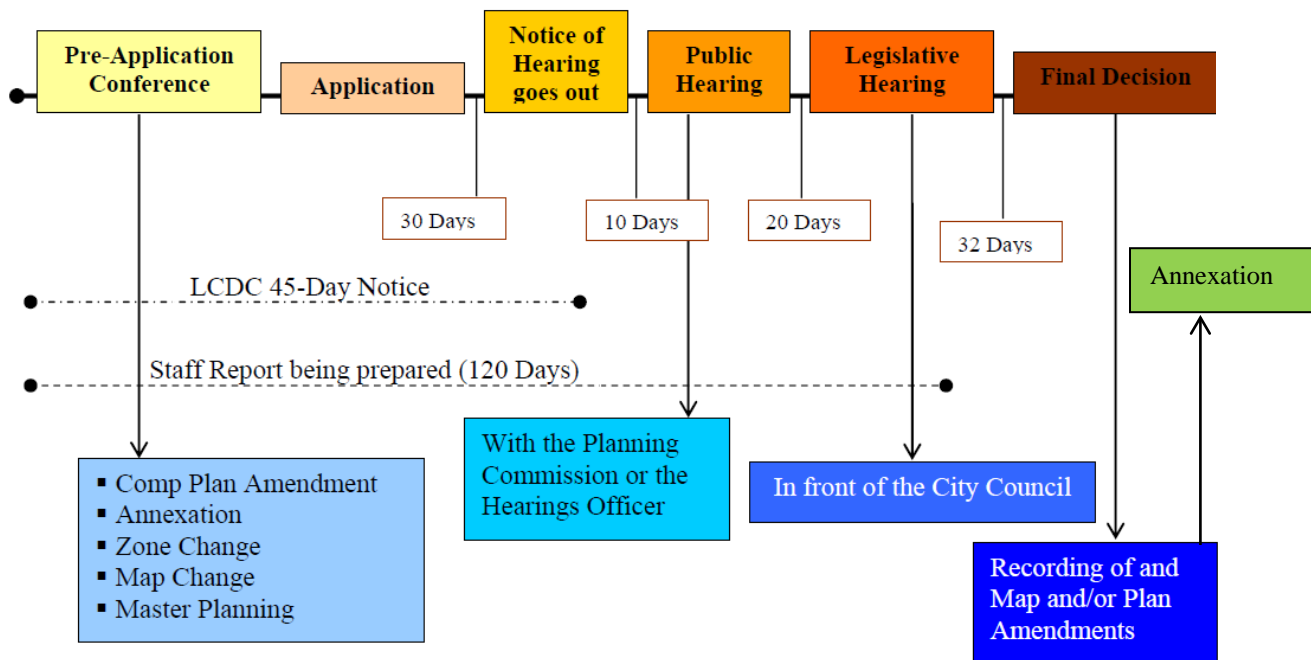 Pre-Application
Conference
Application
Notice of
Hearing
goes out
Public
Hearing
Legislative
Hearing
Final Decision
30 Days
10 Days
20 Days
32 Days
LCDC 45-Day Notice
Staff Report being prepared (120 Days)
Annexation
▪ Comp Plan Amendment
▪ Annexation
▪ Zone Change
▪ Map Change
▪ Master Planning
With the Planning
Commission or the
Hearings Officer
In front of the City Council
Recording of and
Map and/or Plan
Amendments